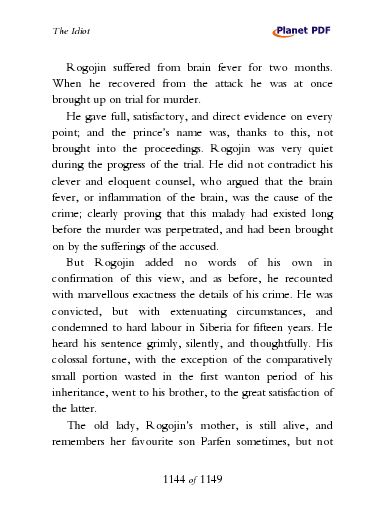 The Idiot
Planet PDF
Rogojin suffered from brain fever for two months.
When he recovered from the attack he was at once
brought up on trial for murder.
He gave full, satisfactory, and direct evidence on every
point; and the prince's name was, thanks to this, not
brought into the proceedings. Rogojin was very quiet
during the progress of the trial. He did not contradict his
clever and eloquent counsel, who argued that the brain
fever, or inflammation of the brain, was the cause of the
crime; clearly proving that this malady had existed long
before the murder was perpetrated, and had been brought
on by the sufferings of the accused.
But Rogojin added no words of his own in
confirmation of this view, and as before, he recounted
with marvellous exactness the details of his crime. He was
convicted, but with extenuating circumstances, and
condemned to hard labour in Siberia for fifteen years. He
heard his sentence grimly, silently, and thoughtfully. His
colossal fortune, with the exception of the comparatively
small portion wasted in the first wanton period of his
inheritance, went to his brother, to the great satisfaction of
the latter.
The old lady, Rogojin's mother, is still alive, and
remembers her favourite son Parfen sometimes, but not
1144 of 1149